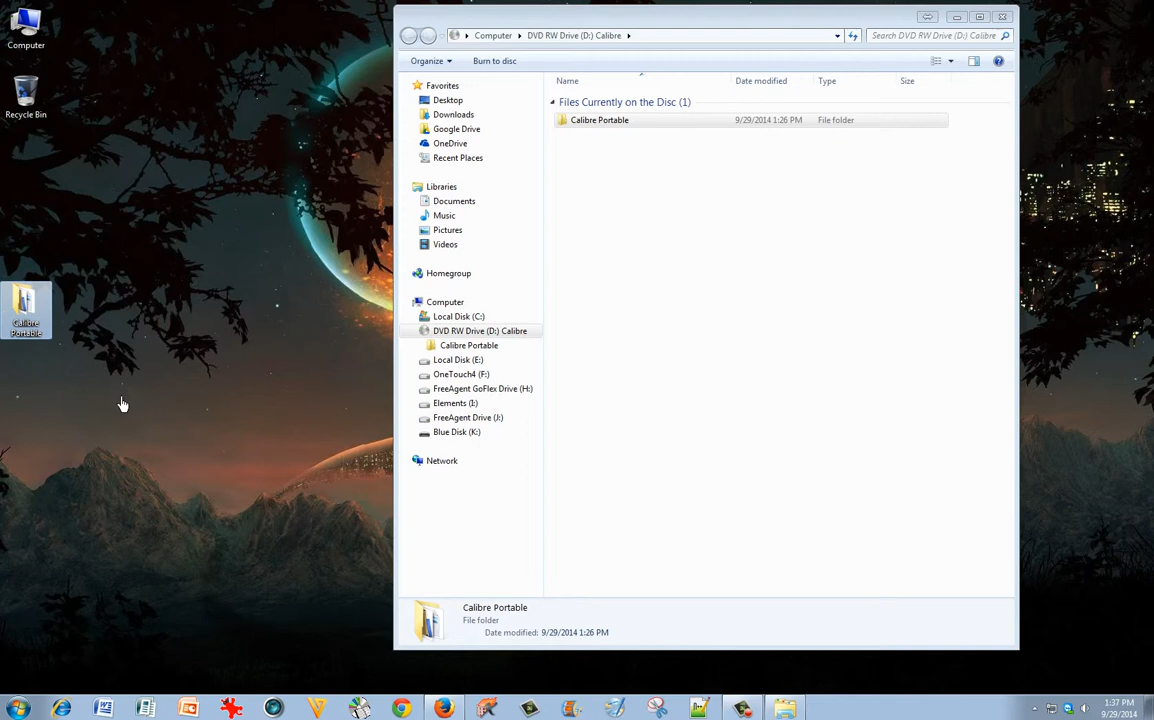 Computer
Recycle Bin
Calibre
Portable
Computer
DVD RW Drive (D:) Calibre
Search DVD RW Drive (D:) Calibre
Organize
Burn to disc
Name
Date modified
Type
Size
Files Currently on the Disc (1)
Calibre Portable
9/29/2014 1:26 PM
File folder
Favorites
Desktop
Downloads
Google Drive
OneDrive
Recent Places
Libraries
Documents
Music
Pictures
Videos
Homegroup
Computer
Local Disk (C:)
DVD RW Drive (D:) Calibre
Calibre Portable
Local Disk (E:)
OneTouch4 (F:)
FreeAgent GoFlex Drive (H:)
Elements (I:)
FreeAgent Drive (J:)
Blue Disk (K:)
Network
Calibre Portable
File folder
Date modified: 9/29/2014 1:26 PM
1:37 PM
9/29/2014